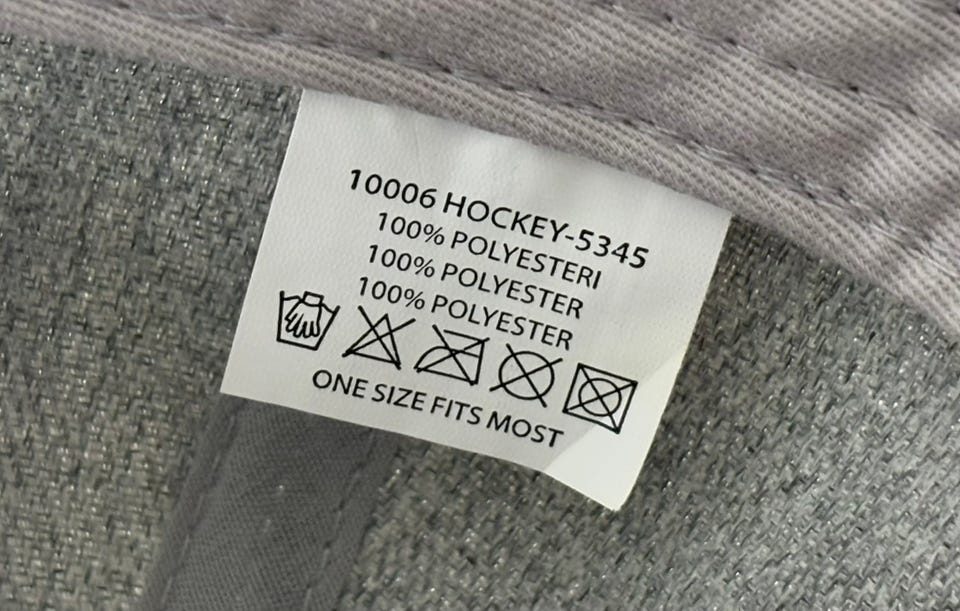 10006 HOCKEY-5345
100% POLYESTERI
100% POLYESTER
100% POLYESTER
ONE SIZE FITS MOST